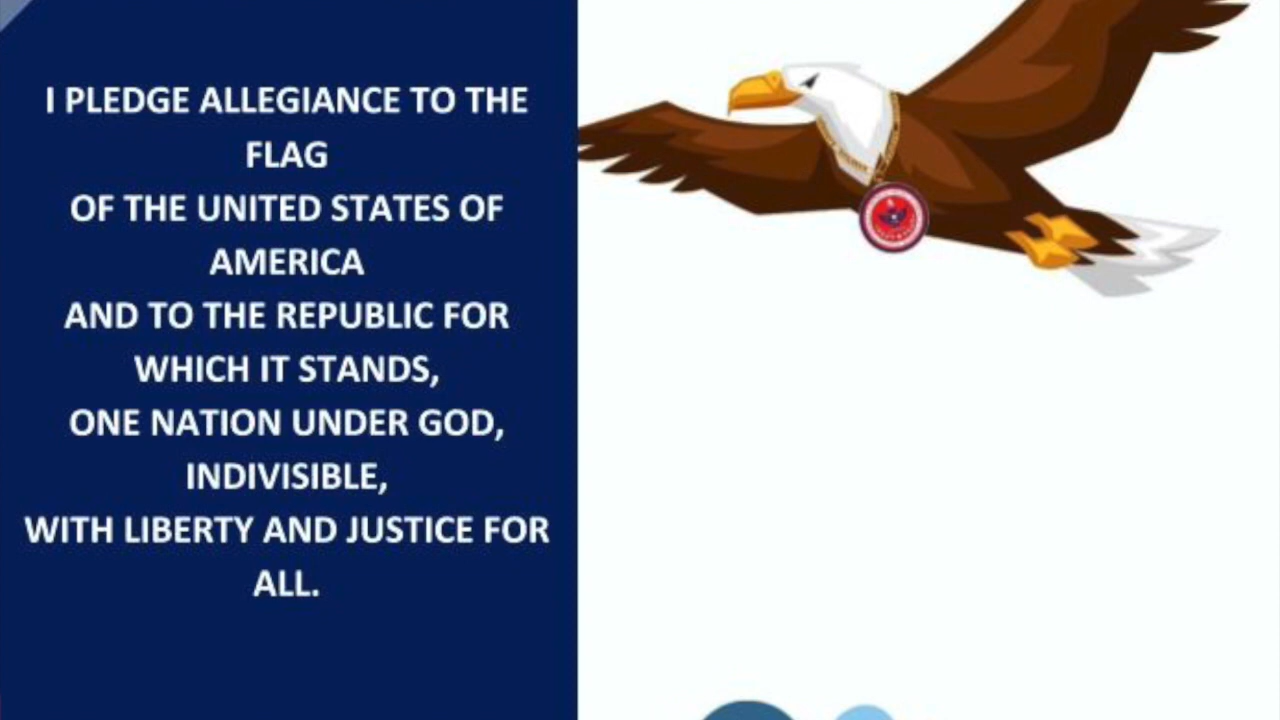 I PLEDGE ALLEGIANCE TO THE
FLAG
OF THE UNITED STATES OF
AMERICA
AND TO THE REPUBLIC FOR
WHICH IT STANDS,
ONE NATION UNDER GOD,
INDIVISIBLE,
WITH LIBERTY AND JUSTICE FOR
ALL.